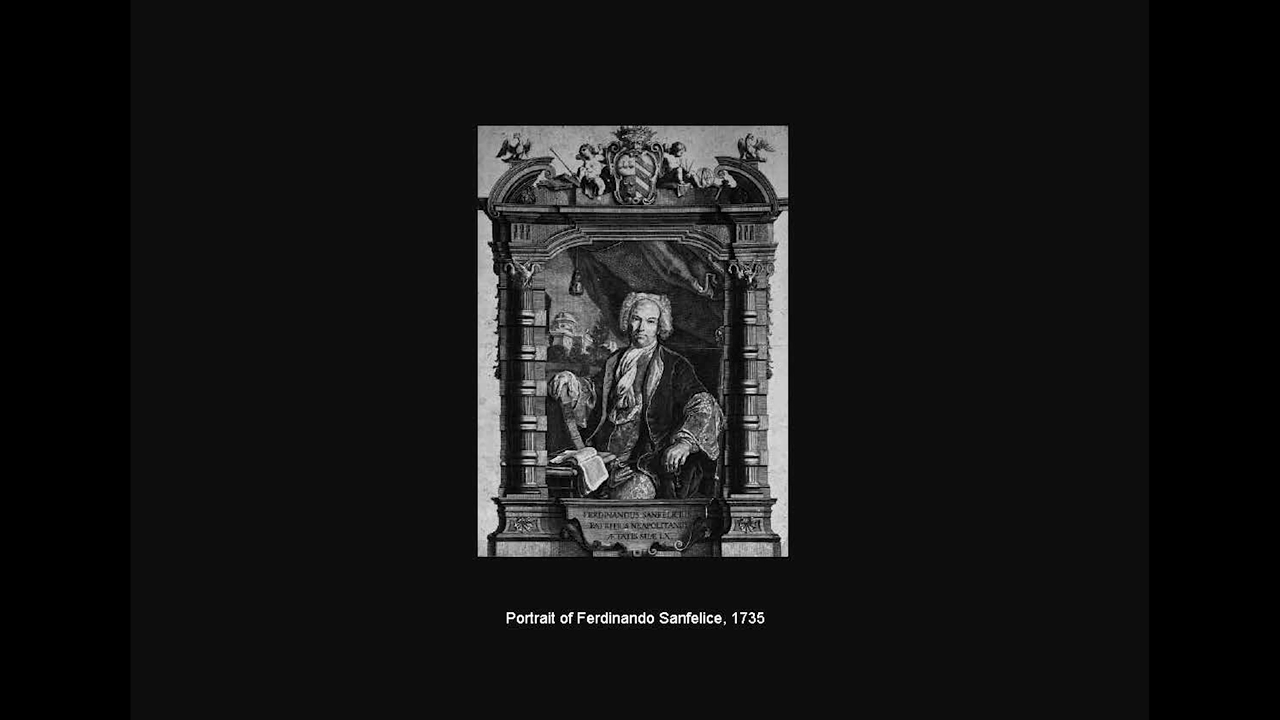 FERDINANDUS SANFELICIUS
PATRITIUS NEAPOLITANUS
ÆTATIS SUÆ LX
Portrait of Ferdinando Sanfelice, 1735